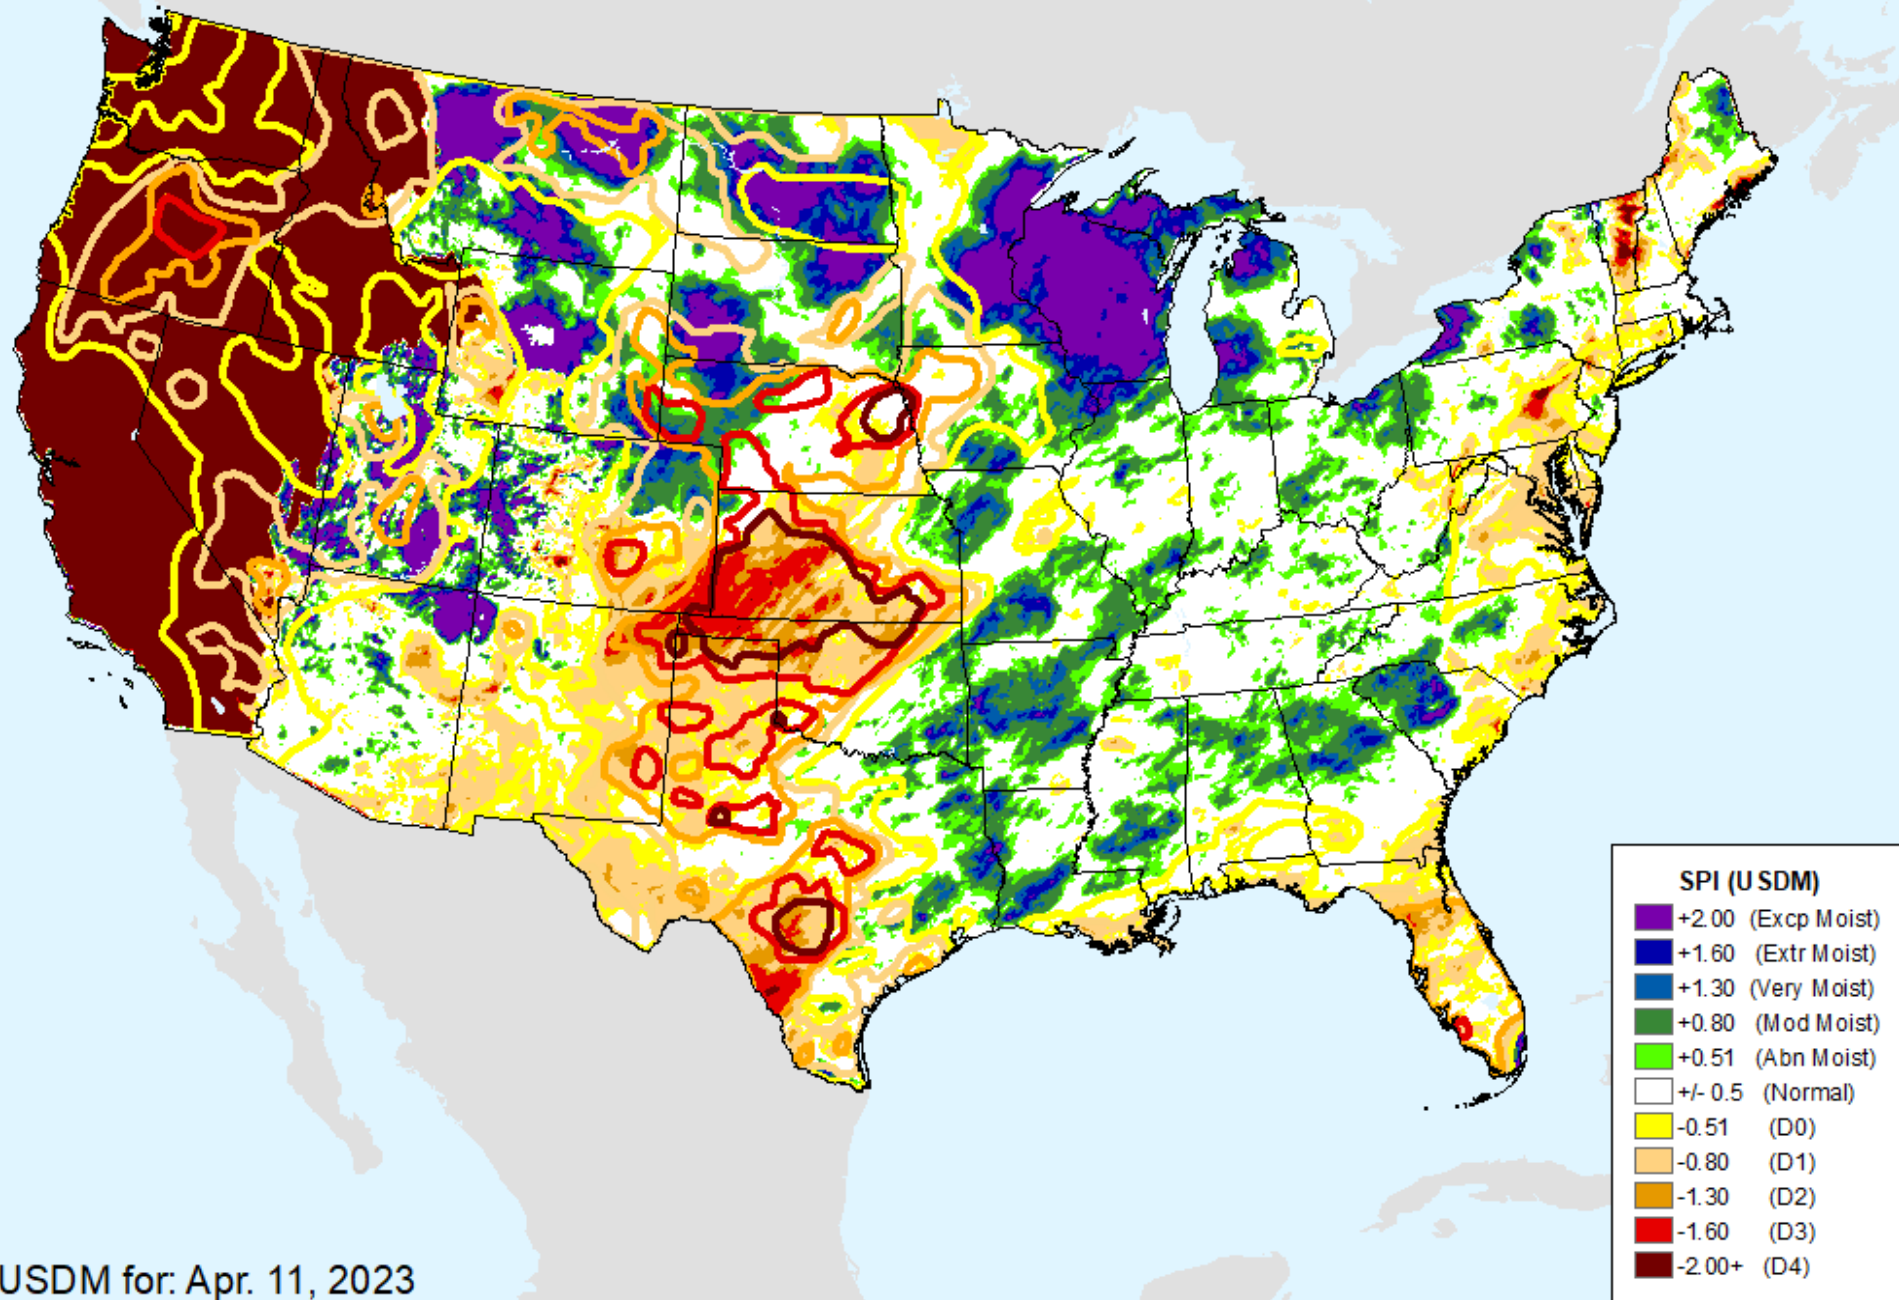 SPI (USDM)
+2.00 (Excp Moist)
+1.60 (Extr Moist)
+1.30 (Very Moist)
+0.80 (Mod Moist)
+0.51 (Abn Moist)
+/- 0.5 (Normal)
-0.51 (D0)
-0.80 (D1)
-1.30 (D2)
-1.60 (D3)
-2.00+ (D4)
USDM for: Apr. 11, 2023